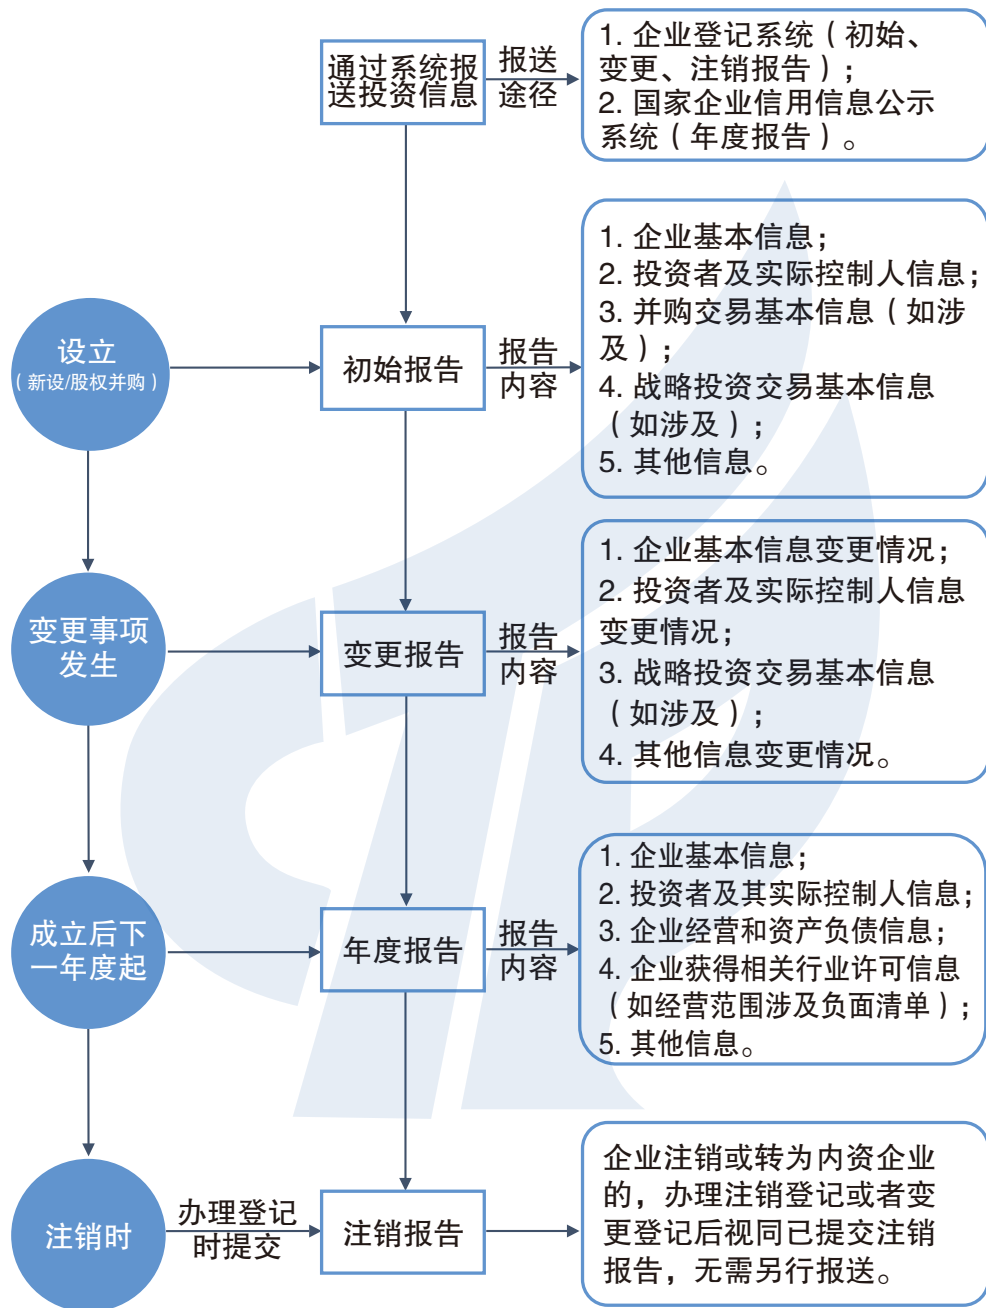 通过系统报
送投资信息
报送
途径
1. 企业登记系统（初始、
变更、注销报告）；
2. 国家企业信用信息公示
系统（年度报告）。
设立
（新设/股权并购）
初始报告
报告
内容
1. 企业基本信息；
2. 投资者及实际控制人信息；
3. 并购交易基本信息（如涉
及）；
4. 战略投资交易基本信息
（如涉及）；
5. 其他信息。
变更事项
发生
变更报告
报告
内容
1. 企业基本信息变更情况；
2. 投资者及实际控制人信息
变更情况；
3. 战略投资交易基本信息
（如涉及）；
4. 其他信息变更情况。
成立后下
一年度起
年度报告
报告
内容
1. 企业基本信息；
2. 投资者及其实际控制人信息；
3. 企业经营和资产负债信息；
4. 企业获得相关行业许可信息
（如经营范围涉及负面清单）；
5. 其他信息。
注销时
办理登记
时提交
注销报告
企业注销或转为内资企业
的，办理注销登记或者变
更登记后视同已提交注销
报告，无需另行报送。